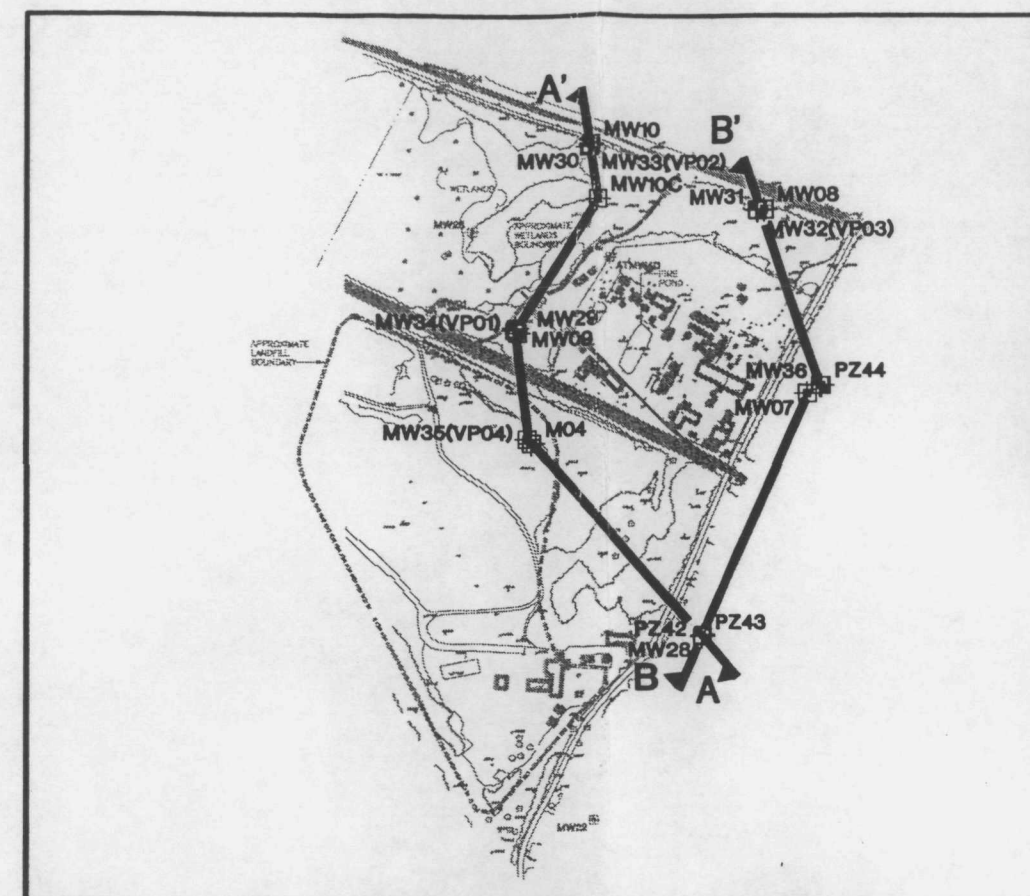 A'
MW10
B'
MW30
MW33(VP02)
MW10C
MW31
MW08
WETLANDS
MW32(VP03)
APPROXIMATE
WETLANDS
BOUNDARY
FIRE
POND
MW34(VP01)
MW29
MW09
APPROXIMATE
LANDFILL
BOUNDARY
MW36
PZ44
MW07
MW35(VP04)
M04
PZ42
PZ43
MW28
B
A
MW22